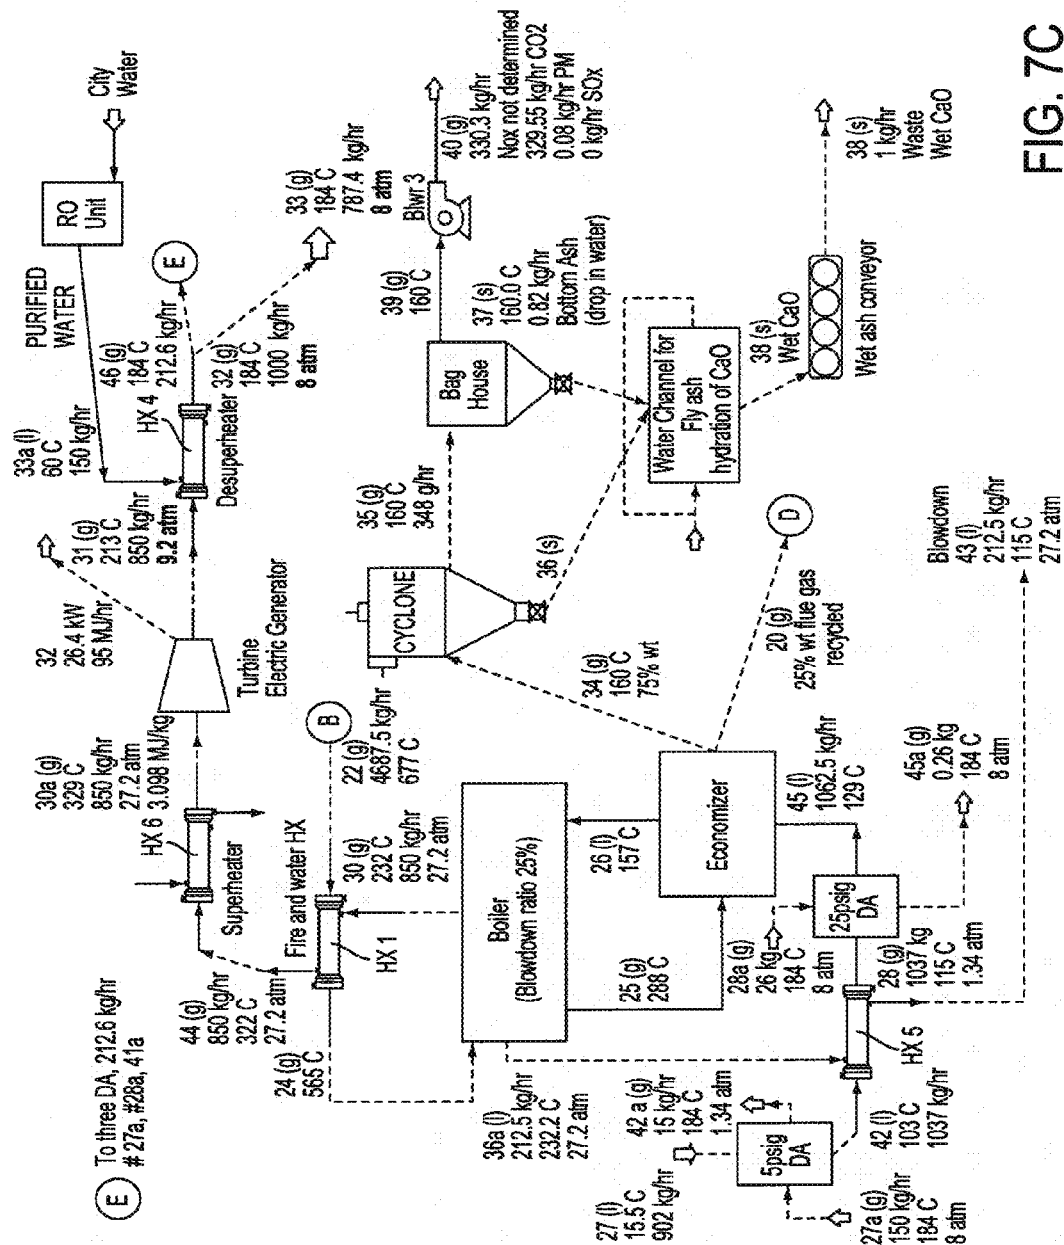 E
To three DA, 212.6 kg/hr
# 27a, #28a, 41a
44 (g)
850 kg/hr
322 C
27.2 atm
HX 6
Superheater
30a (g)
329 C
850 kg/hr
27.2 atm
3.098 MJ/kg
Turbine
Electric Generator
32
26.4 kW
95 MJ/hr
31 (g)
213 C
850 kg/hr
9.2 atm
33a (l)
60 C
150 kg/hr
HX 4
Desuperheater
PURIFIED
WATER
RO
Unit
City
Water
46 (g)
184 C
212.6 kg/hr
E
32 (g)
184 C
1000 kg/hr
8 atm
33 (g)
184 C
787.4 kg/hr
8 atm
24 (g)
565 C
Fire and water HX
HX 1
B
22 (g)
4687.5 kg/hr
677 C
30 (g)
232 C
850 kg/hr
27.2 atm
Boiler
(Blowdown ratio 25%)
36a (l)
212.5 kg/hr
232.2 C
27.2 atm
25 (g)
288 C
26 (l)
157 C
Economizer
34 (g)
160 C
75% wt
CYCLONE
35 (g)
160 C
348 g/hr
36 (s)
Bag
House
39 (g)
160 C
Blwr 3
40 (g)
330.3 kg/hr
Nox not determined
329.55 kg/hr CO2
0.08 kg/hr PM
0 kg/hr SOx
37 (s)
160.0 C
0.82 kg/hr
Bottom Ash
(drop in water)
Water Channel for
Fly ash
hydration of CaO
38 (s)
Wet CaO
Wet ash conveyor
38 (s)
1 kg/hr
Waste
Wet CaO
20 (g)
25% wt flue gas
recycled
D
27 (l)
15.5 C
902 kg/hr
27a (g)
150 kg/hr
184 C
8 atm
5psig
DA
42 a (g)
15 kg/hr
184 C
1.34 atm
42 (l)
103 C
1037 kg/hr
HX 5
28 (g)
1037 kg
115 C
1.34 atm
28a (g)
26 kg
184 C
8 atm
25psig
DA
45 (l)
1062.5 kg/hr
129 C
45a (g)
0.26 kg
184 C
8 atm
Blowdown
43 (l)
212.5 kg/hr
115 C
27.2 atm
FIG. 7C